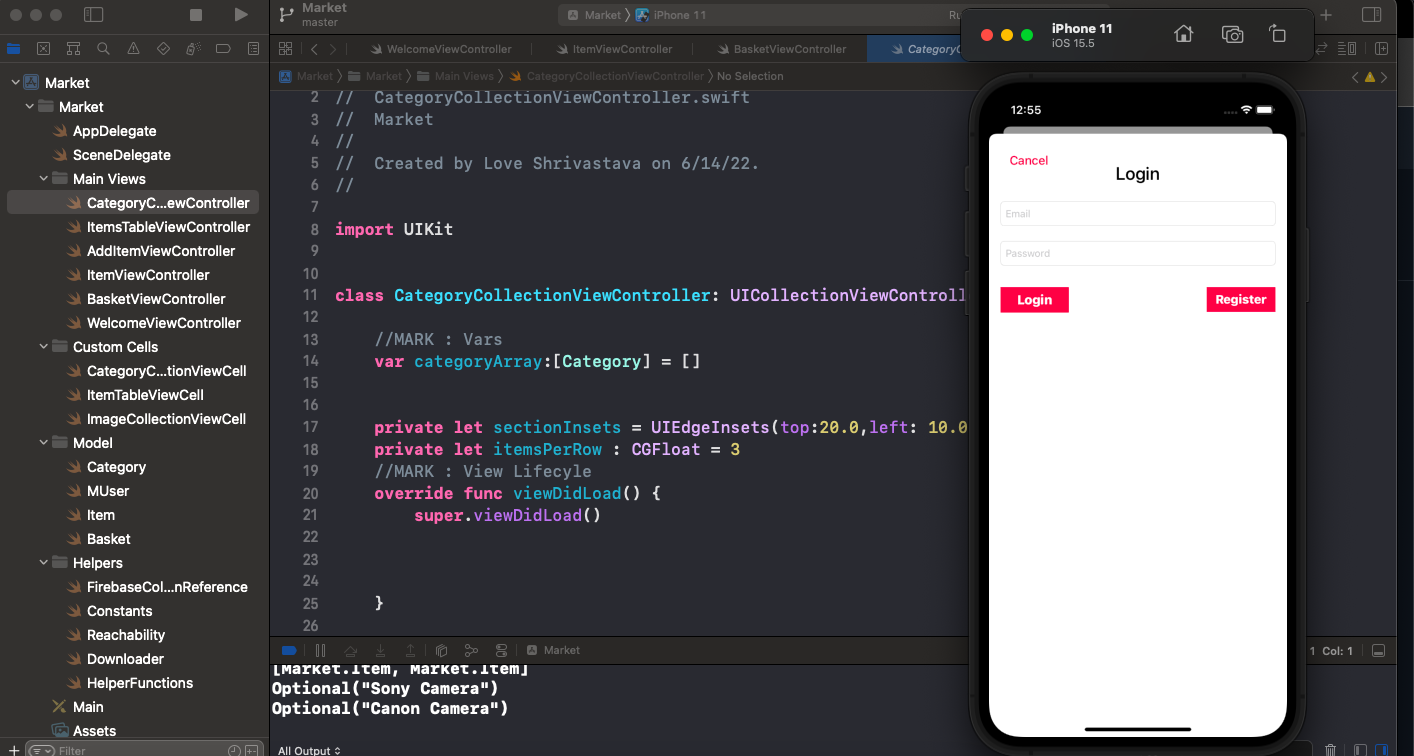 Market
master
Market
iPhone 11
iPhone 11
iOS 15.5
WelcomeViewController
ItemViewController
BasketViewController
Market
Market
Main Views
CategoryCollectionViewController
No Selection
Market
Market
AppDelegate
SceneDelegate
Main Views
CategoryC...ewController
ItemsTableViewController
AddItemViewController
ItemViewController
BasketViewController
WelcomeViewController
Custom Cells
CategoryC...tionViewCell
ItemTableViewCell
ImageCollectionViewCell
Model
Category
MUser
Item
Basket
Helpers
FirebaseCol...nReference
Constants
Reachability
Downloader
HelperFunctions
Main
Assets
Filter
2 // CategoryCollectionViewController.swift
3 // Market
4 //
5 // Created by Love Shrivastava on 6/14/22.
6 //
7
8 import UIKit
9
10
11 class CategoryCollectionViewController: UICollectionViewControll
12
13 //MARK : Vars
14 var categoryArray:[Category] = []
15
16
17 private let sectionInsets = UIEdgeInsets(top:20.0,left: 10.0
18 private let itemsPerRow : CGFloat = 3
19 //MARK : View Lifecyle
20 override func viewDidLoad() {
21 super.viewDidLoad()
22
23
24
25 }
26
Market
1 Col: 1
[Market.Item, Market.Item]
Optional("Sony Camera")
Optional("Canon Camera")
All Output
12:55
Cancel
Login
Email
Password
Login
Register